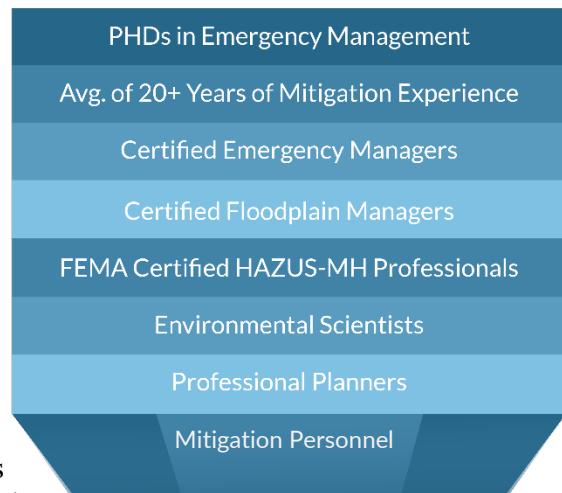 PHDs in Emergency Management
Avg. of 20+ Years of Mitigation Experience
Certified Emergency Managers
Certified Floodplain Managers
FEMA Certified HAZUS-MH Professionals
Environmental Scientists
Professional Planners
Mitigation Personnel
s